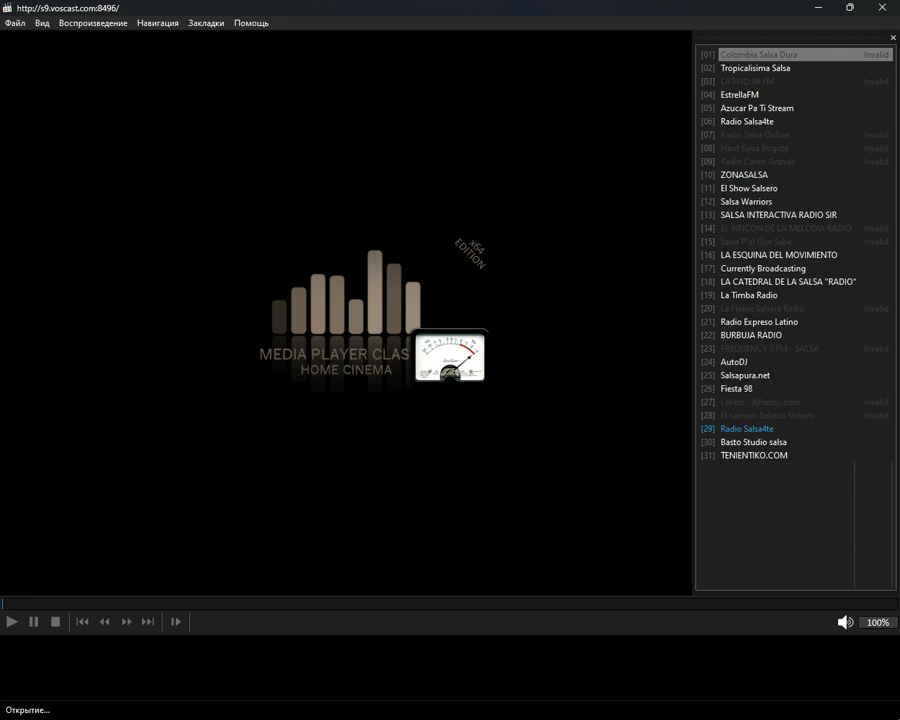 http://s9.voscast.com:8496/
Файл Вид Воспроизведение Навигация Закладки Помощь
[01] Colombia Salsa Dura Invalid
[02] Tropicalisima Salsa
[03] LATINO 99 FM Invalid
[04] EstrellaFM
[05] Azucar Pa Ti Stream
[06] Radio Salsa4te
[07] Radio Salsa Online Invalid
[08] Hard Salsa Bogotá Invalid
[09] Radio Canto Grande Invalid
[10] ZONASALSA
[11] El Show Salsero
[12] Salsa Warriors
[13] SALSA INTERACTIVA RADIO SIR
[14] EL RINCON DE LA MELODIA RADIO Invalid
[15] Salsa P'al Que Sabe Invalid
[16] LA ESQUINA DEL MOVIMIENTO
[17] Currently Broadcasting
[18] LA CATEDRAL DE LA SALSA "RADIO"
[19] La Timba Radio
[20] La Fiebre Salsera Radio Invalid
[21] Radio Expreso Latino
[22] BURBUJA RADIO
[23] FREQUENCY 5 FM - SALSA Invalid
[24] AutoDJ
[25] Salsapura.net
[26] Fiesta 98
[27] Latino - djfrenzy.com Invalid
[28] El camion Salsero Stream Invalid
[29] Radio Salsa4te
[30] Basto Studio salsa
[31] TENIENTIKO.COM
x64
EDITION
MEDIA PLAYER CLAS
HOME CINEMA
100%
Открытие...